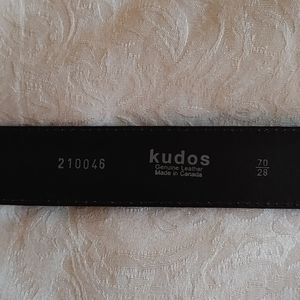 210046
kudos
Genuine Leather
Made in Canada
70
28